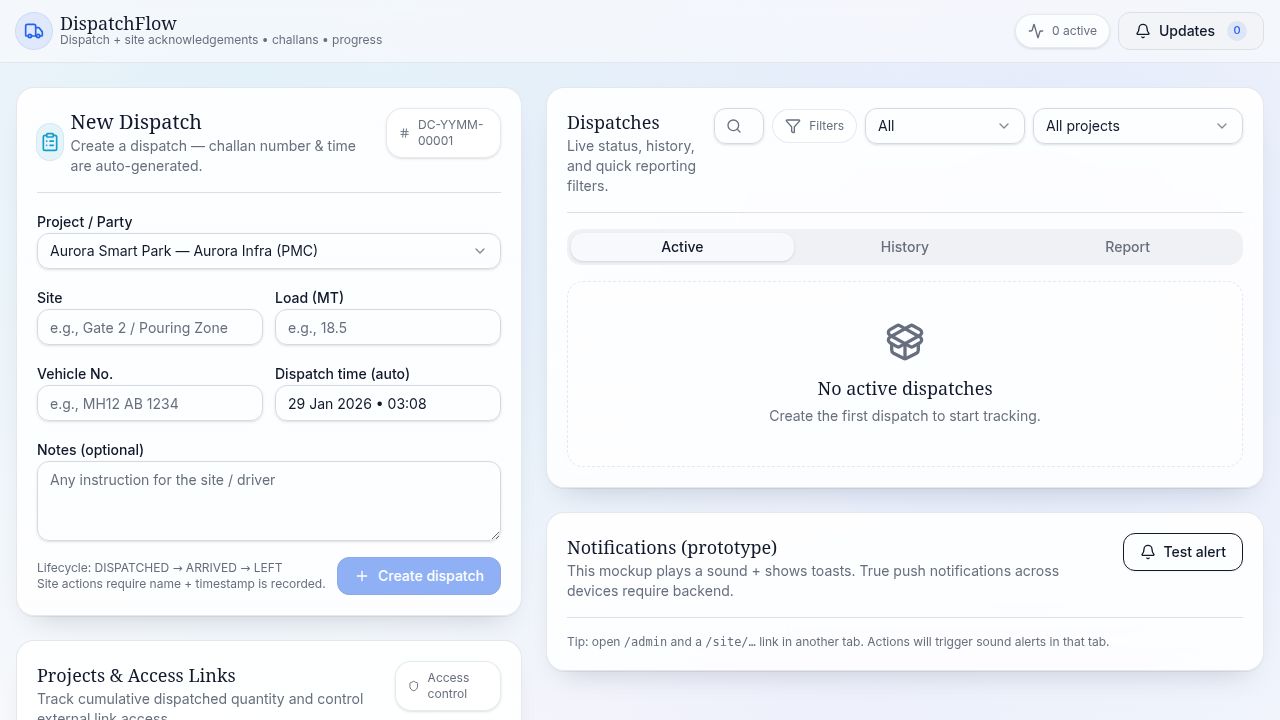 DispatchFlow
Dispatch + site acknowledgements • challans • progress
0 active
Updates
0
New Dispatch
Create a dispatch — challan number & time
are auto-generated.
DC-YYMM-
00001
Project / Party
Aurora Smart Park — Aurora Infra (PMC)
Site
Load (MT)
e.g., Gate 2 / Pouring Zone
e.g., 18.5
Vehicle No.
Dispatch time (auto)
e.g., MH12 AB 1234
29 Jan 2026 • 03:08
Notes (optional)
Any instruction for the site / driver
Lifecycle: DISPATCHED → ARRIVED → LEFT
Site actions require name + timestamp is recorded.
Create dispatch
Projects & Access Links
Track cumulative dispatched quantity and control
external link access.
Access
control
Dispatches
Live status, history,
and quick reporting
filters.
Filters
All
All projects
Active
History
Report
No active dispatches
Create the first dispatch to start tracking.
Notifications (prototype)
This mockup plays a sound + shows toasts. True push notifications across
devices require backend.
Test alert
Tip: open /admin and a /site/… link in another tab. Actions will trigger sound alerts in that tab.